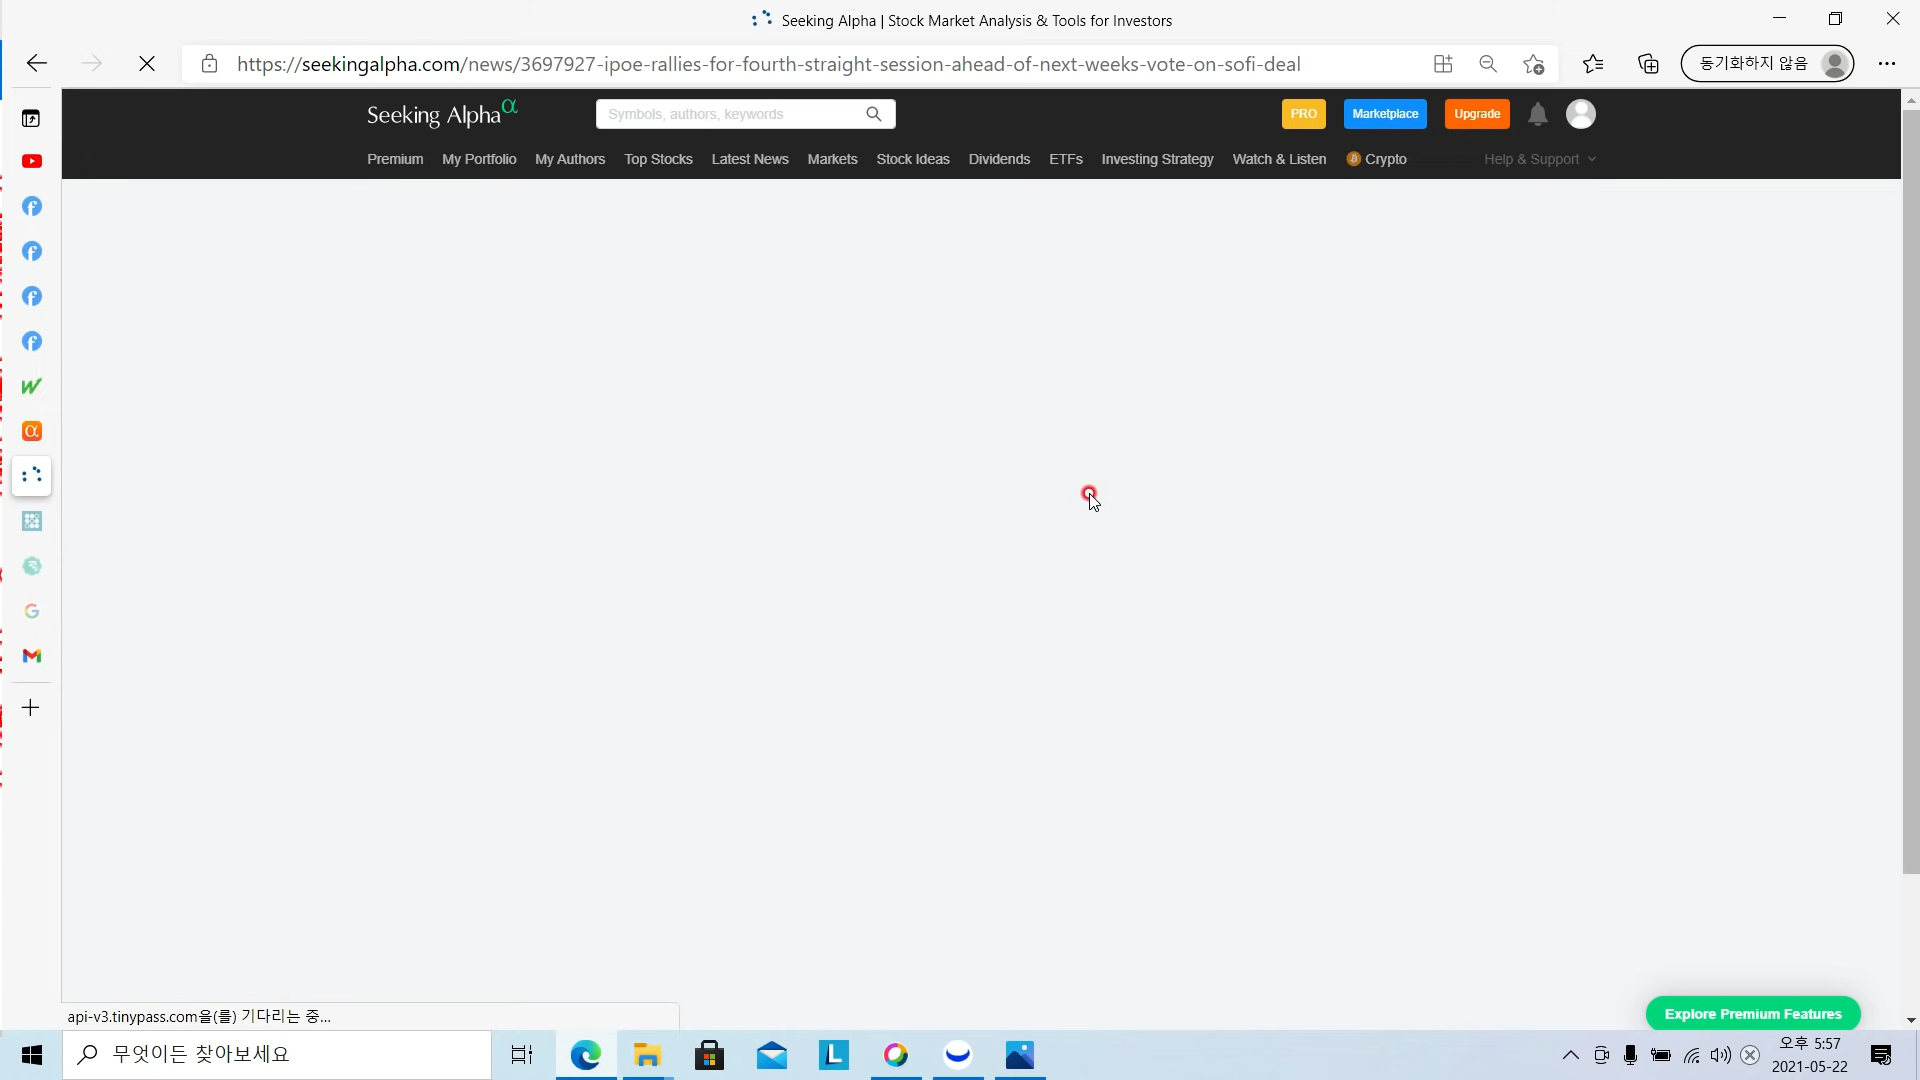 Seeking Alpha | Stock Market Analysis & Tools for Investors
https://seekingalpha.com/news/3697927-ipoe-rallies-for-fourth-straight-session-ahead-of-next-weeks-vote-on-sofi-deal
동기화하지 않음
Seeking Alpha α
Symbols, authors, keywords
PRO
Marketplace
Upgrade
Premium My Portfolio My Authors Top Stocks Latest News Markets Stock Ideas Dividends ETFs Investing Strategy Watch & Listen Crypto Help & Support
Explore Premium Features
api-v3.tinypass.com을(를) 기다리는 중...
무엇이든 찾아보세요
오후 5:57
2021-05-22